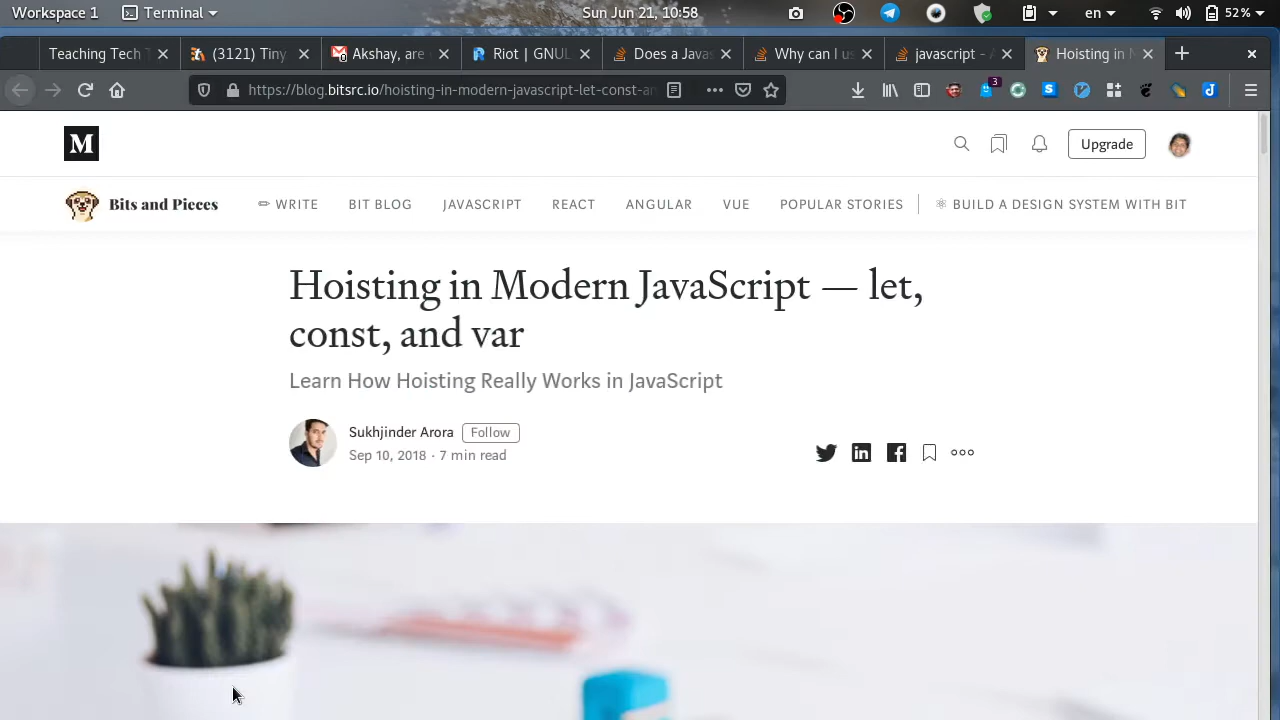 Workspace 1 Terminal Sun Jun 21, 10:58 en 52%
Teaching Tech (3121) Tiny Akshay, are Riot | GNUL Does a Javas Why can I us javascript - Hoisting in
https://blog.bitsrc.io/hoisting-in-modern-javascript-let-const-an 3
M Upgrade
Bits and Pieces WRITE BIT BLOG JAVASCRIPT REACT ANGULAR VUE POPULAR STORIES BUILD A DESIGN SYSTEM WITH BIT
Hoisting in Modern JavaScript — let,
const, and var
Learn How Hoisting Really Works in JavaScript
Sukhjinder Arora Follow
Sep 10, 2018 · 7 min read